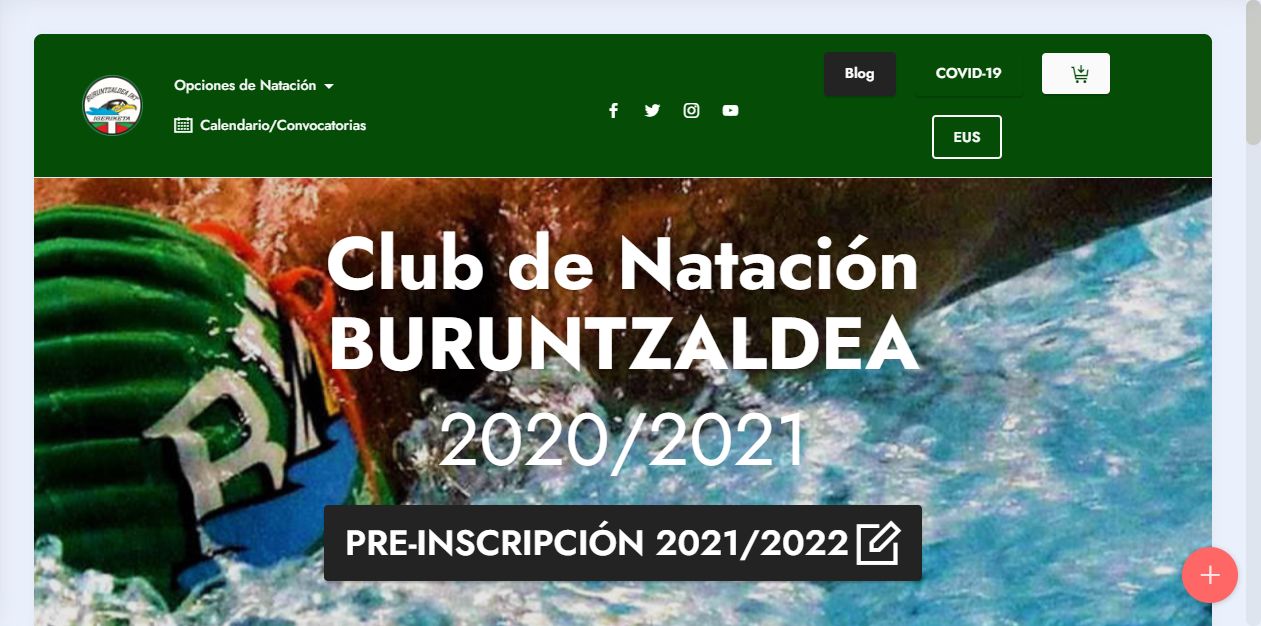 BURUNTZALDEA IKT
IGERIKETA
Opciones de Natación
Calendario/Convocatorias
Blog
COVID-19
EUS
Club de Natación
BURUNTZALDEA
2020/2021
PRE-INSCRIPCIÓN 2021/2022